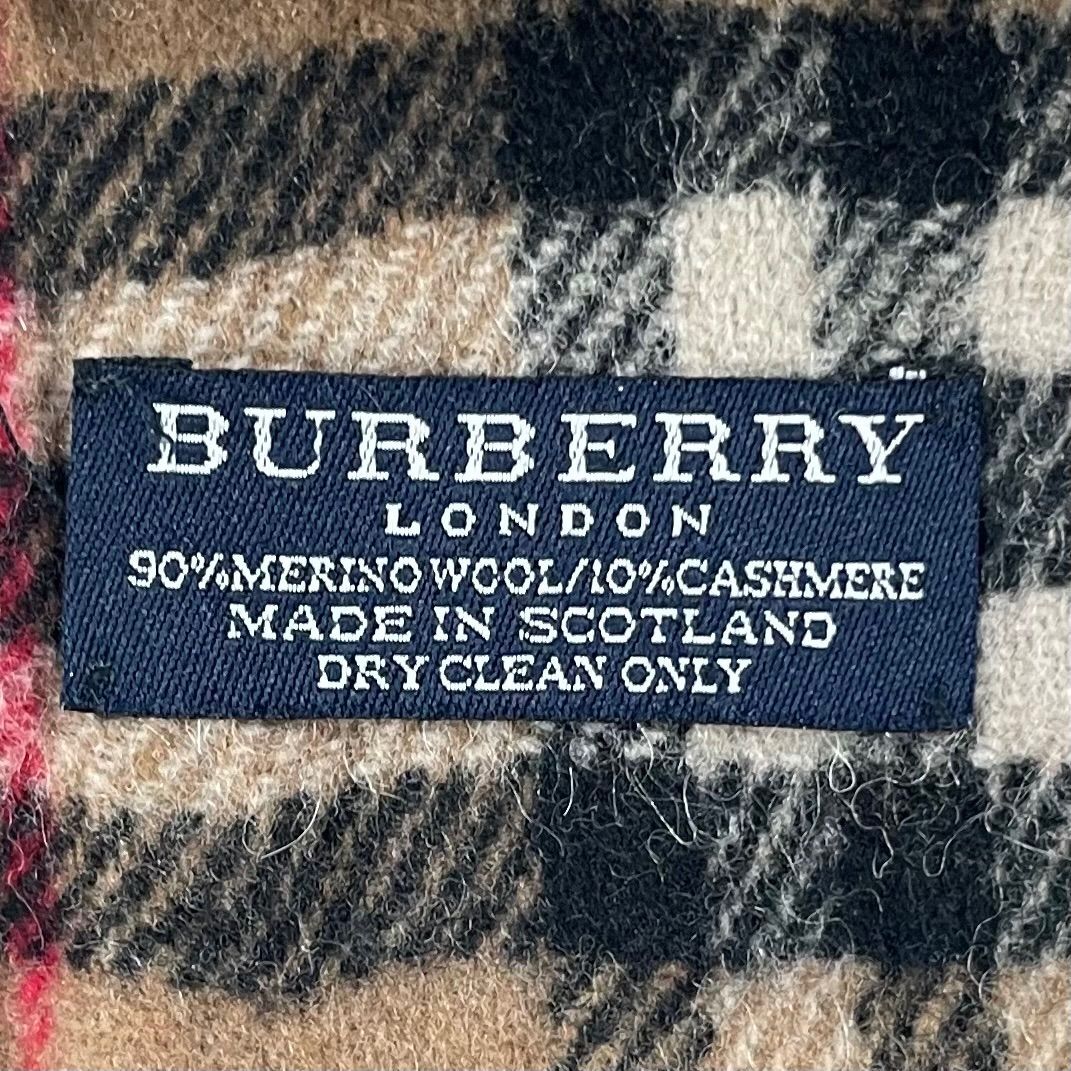 BURBERRY
LONDON
90%MERINO WOOL/10%CASHMERE
MADE IN SCOTLAND
DRY CLEAN ONLY